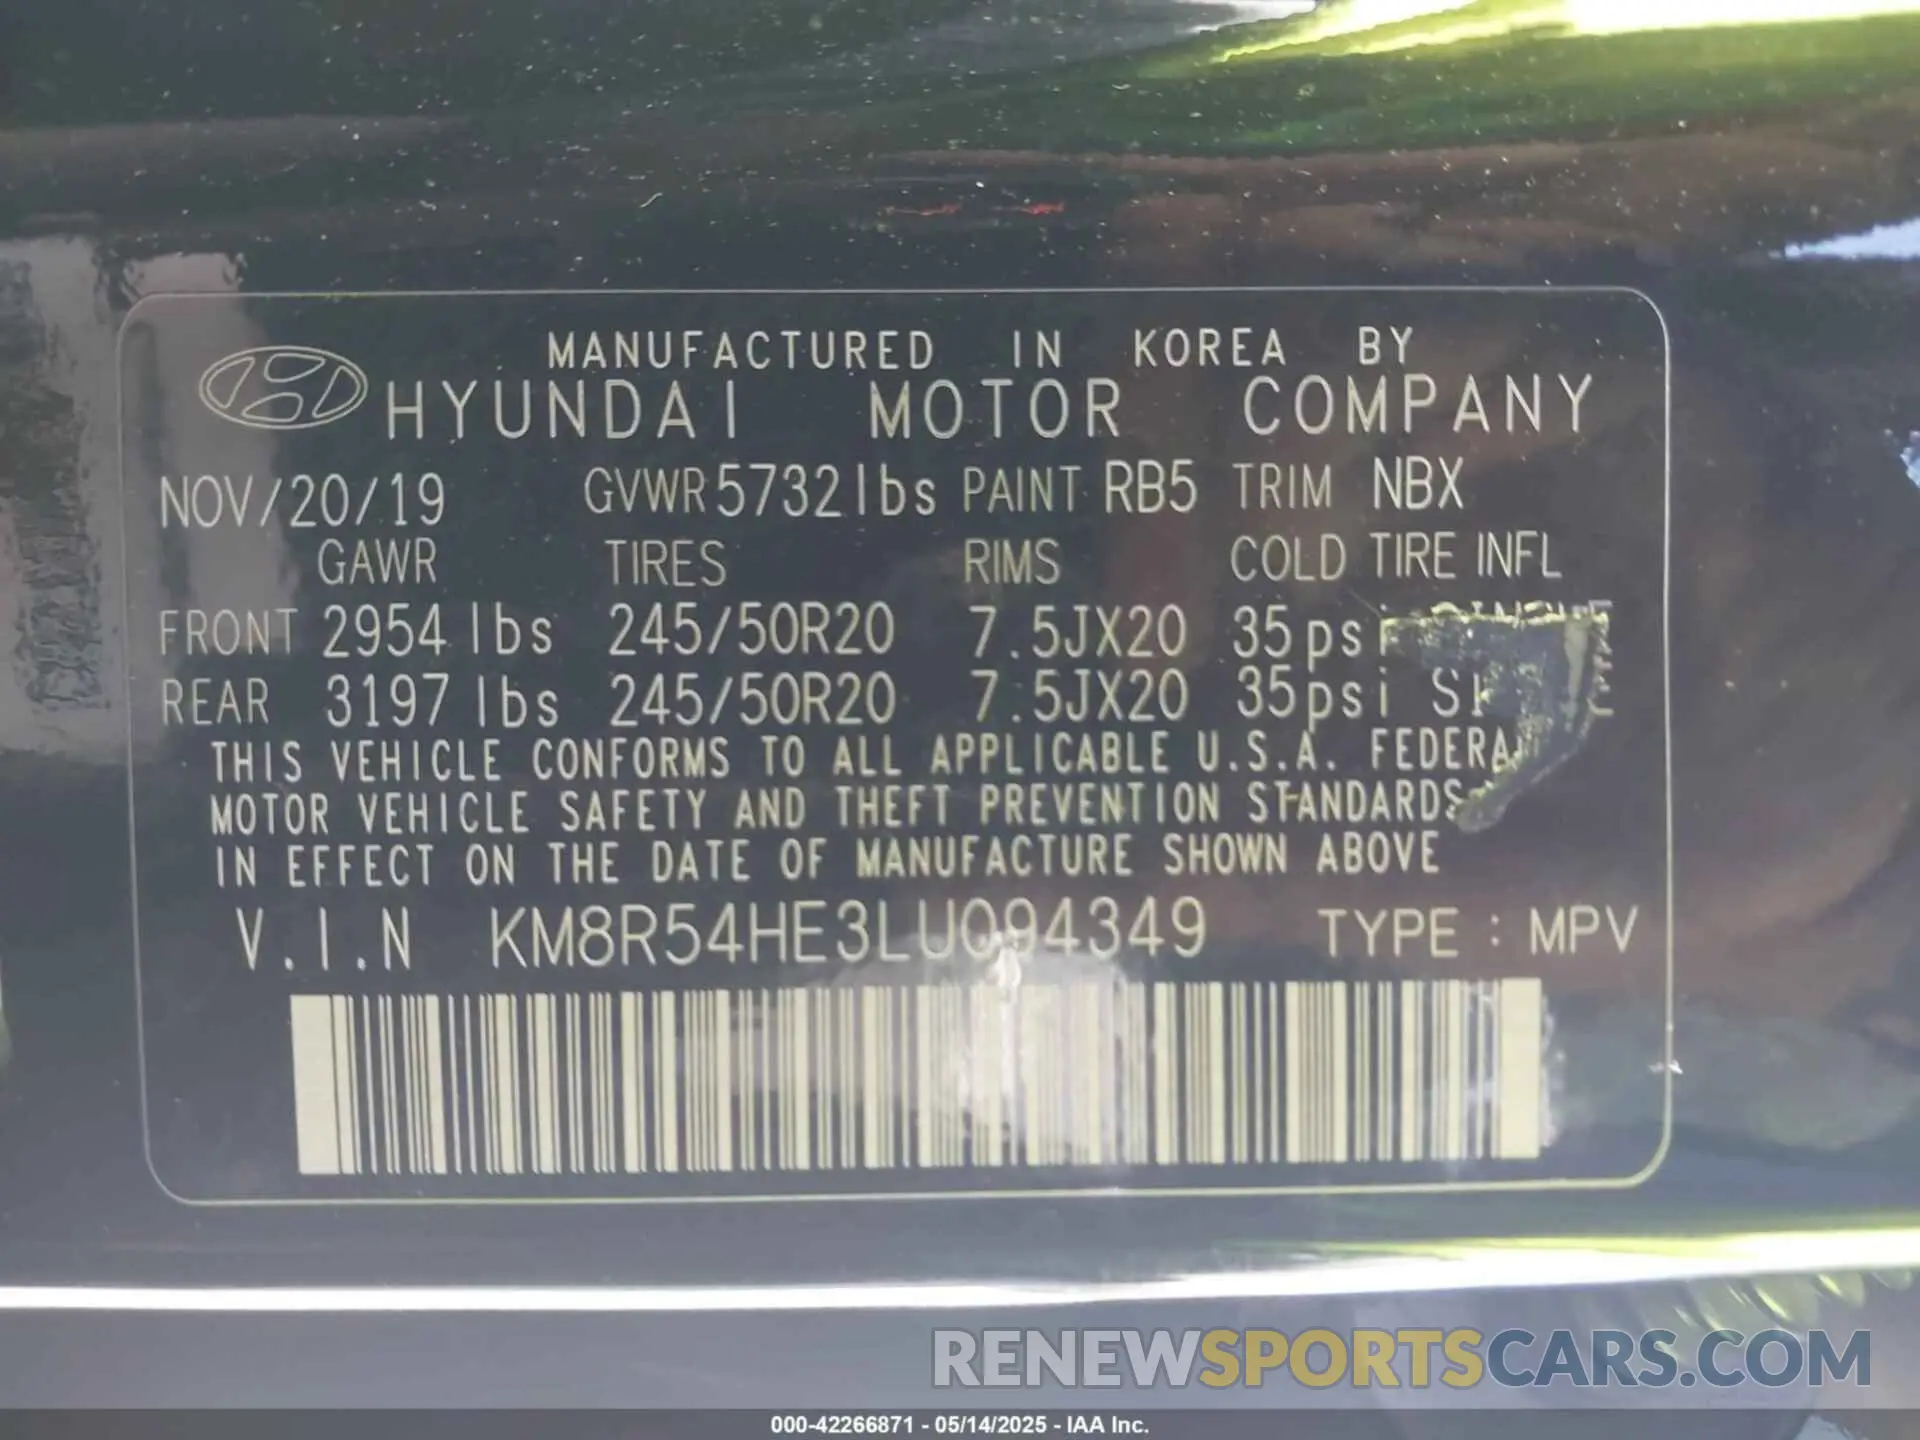 MANUFACTURED IN KOREA BY
HYUNDAI MOTOR COMPANY
NOV/20/19 GVWR 5732lbs PAINT RB5 TRIM NBX
GAWR TIRES RIMS COLD TIRE INFL
FRONT 2954 lbs 245/50R20 7.5JX20 35psi
REAR 3197 lbs 245/50R20 7.5JX20 35psi
THIS VEHICLE CONFORMS TO ALL APPLICABLE U.S.A. FEDERAL
MOTOR VEHICLE SAFETY AND THEFT PREVENTION STANDARDS
IN EFFECT ON THE DATE OF MANUFACTURE SHOWN ABOVE
V.I.N KM8R54HE3LU094349 TYPE : MPV
RENEWSPORTSCARS.COM
000-42266871 - 05/14/2025 - IAA Inc.